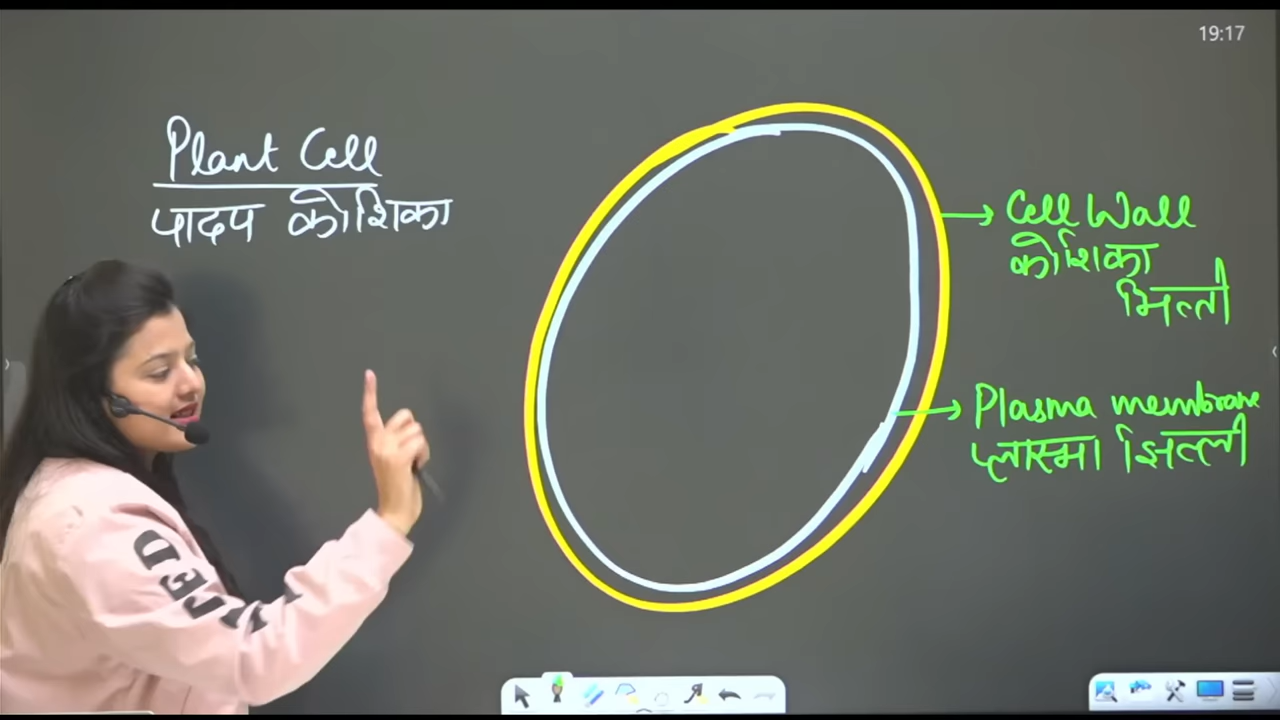 19:17
Plant Cell
पादप कोशिका
Cell Wall
कोशिका
भित्ती
Plasma membrane
प्लास्मा झिल्ली